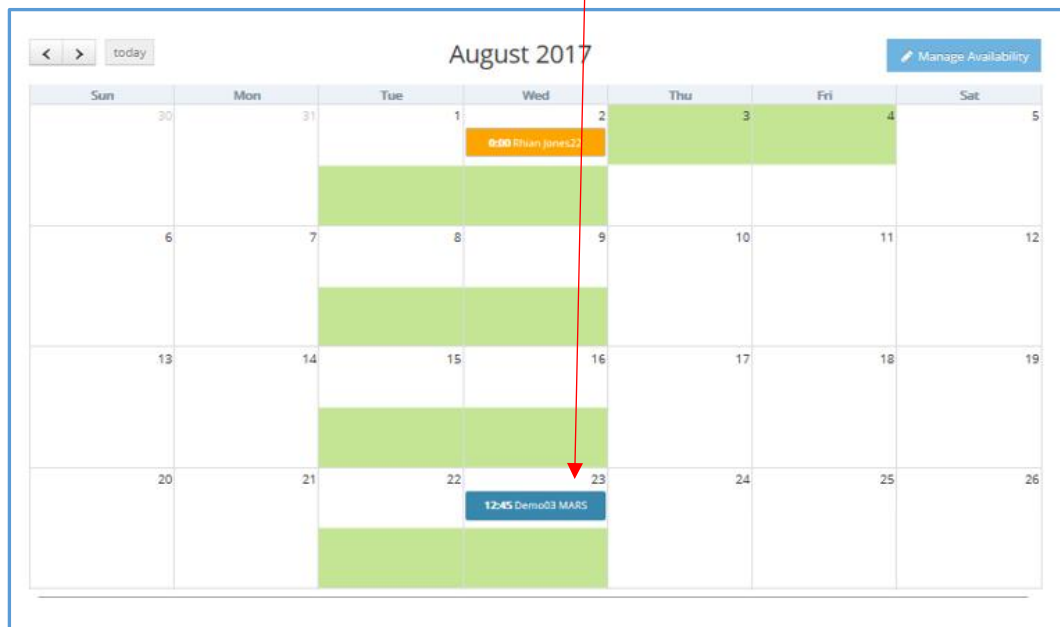 < > today August 2017 Manage Availability
Sun Mon Tue Wed Thu Fri Sat
30 31 1 2 3 4 5
0:00 Rhian Jones22
6 7 8 9 10 11 12
13 14 15 16 17 18 19
20 21 22 23 24 25 26
12:45 Demo03 MARS